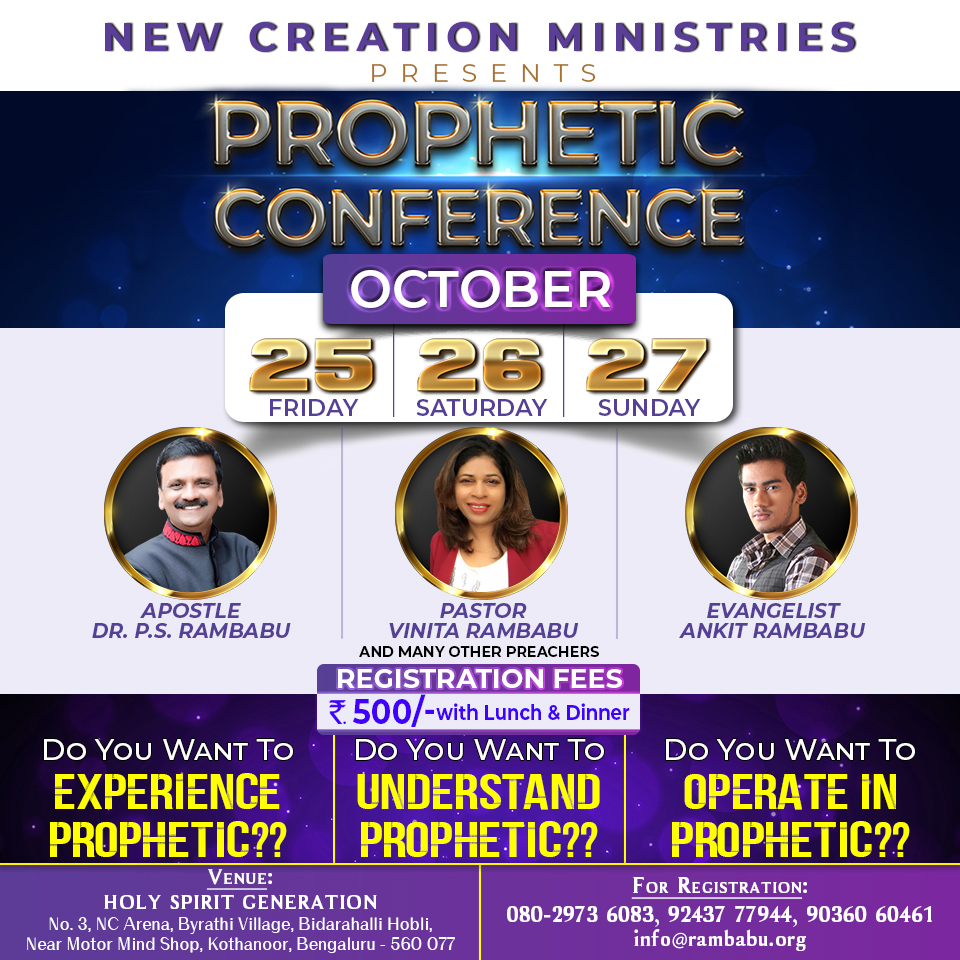 NEW CREATION MINISTRIES
PRESENTS
PROPHETIC
CONFERENCE
OCTOBER
25 26 27
FRIDAY SATURDAY SUNDAY
APOSTLE
DR. P.S. RAMBABU
PASTOR
VINITA RAMBABU
EVANGELIST
ANKIT RAMBABU
AND MANY OTHER PREACHERS
REGISTRATION FEES
₹. 500/- with Lunch & Dinner
DO YOU WANT TO
EXPERIENCE
PROPHETIC??
DO YOU WANT TO
UNDERSTAND
PROPHETIC??
DO YOU WANT TO
OPERATE IN
PROPHETIC??
VENUE:
HOLY SPIRIT GENERATION
No. 3, NC Arena, Byrathi Village, Bidarahalli Hobli,
Near Motor Mind Shop, Kothanoor, Bengaluru - 560 077
FOR REGISTRATION:
080-2973 6083, 92437 77944, 90360 60461
info@rambabu.org